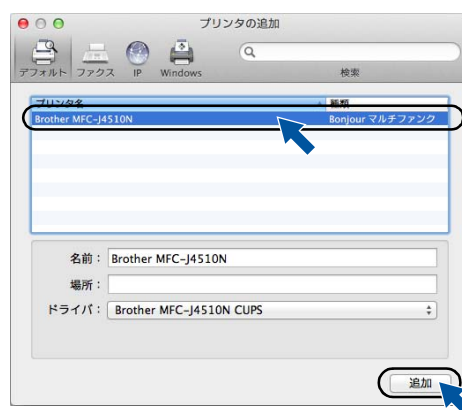 プリンタの追加
デフォルト ファクス IP Windows 検索
プリンタ名 種類
Brother MFC-J4510N Bonjour マルチファンク
名前： Brother MFC-J4510N
場所：
ドライバ： Brother MFC-J4510N CUPS
追加